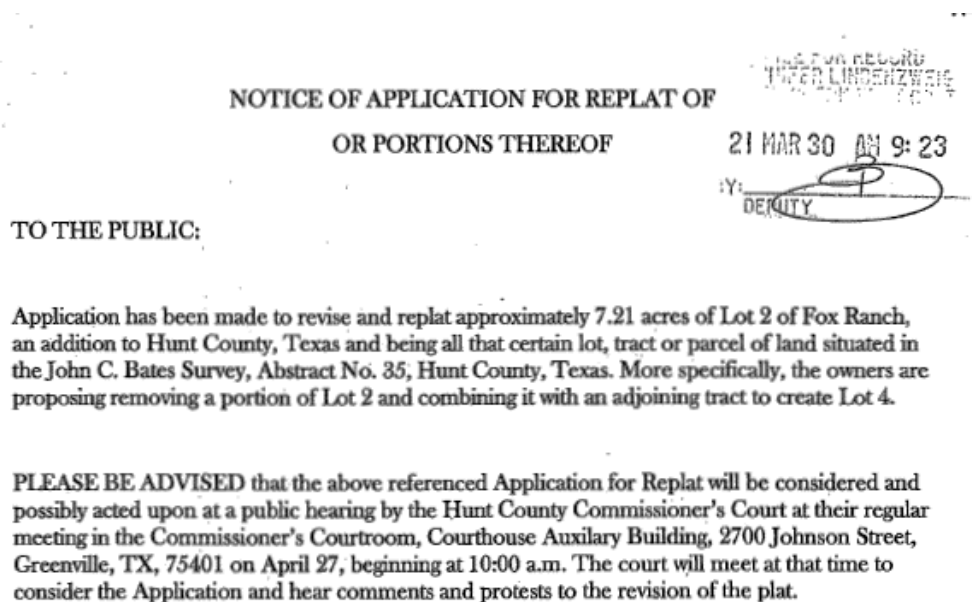 NOTICE OF APPLICATION FOR REPLAT OF
OR PORTIONS THEREOF
FOR RECORD
LINDENZWEIG
21 MAR 30 AM 9:23
:Y:
DEPUTY
TO THE PUBLIC:
Application has been made to revise and replat approximately 7.21 acres of Lot 2 of Fox Ranch,
an addition to Hunt County, Texas and being all that certain lot, tract or parcel of land situated in
the John C. Bates Survey, Abstract No. 35, Hunt County, Texas. More specifically, the owners are
proposing removing a portion of Lot 2 and combining it with an adjoining tract to create Lot 4.
PLEASE BE ADVISED that the above referenced Application for Replat will be considered and
possibly acted upon at a public hearing by the Hunt County Commissioner's Court at their regular
meeting in the Commissioner's Courtroom, Courthouse Auxilary Building, 2700 Johnson Street,
Greenville, TX, 75401 on April 27, beginning at 10:00 a.m. The court will meet at that time to
consider the Application and hear comments and protests to the revision of the plat.